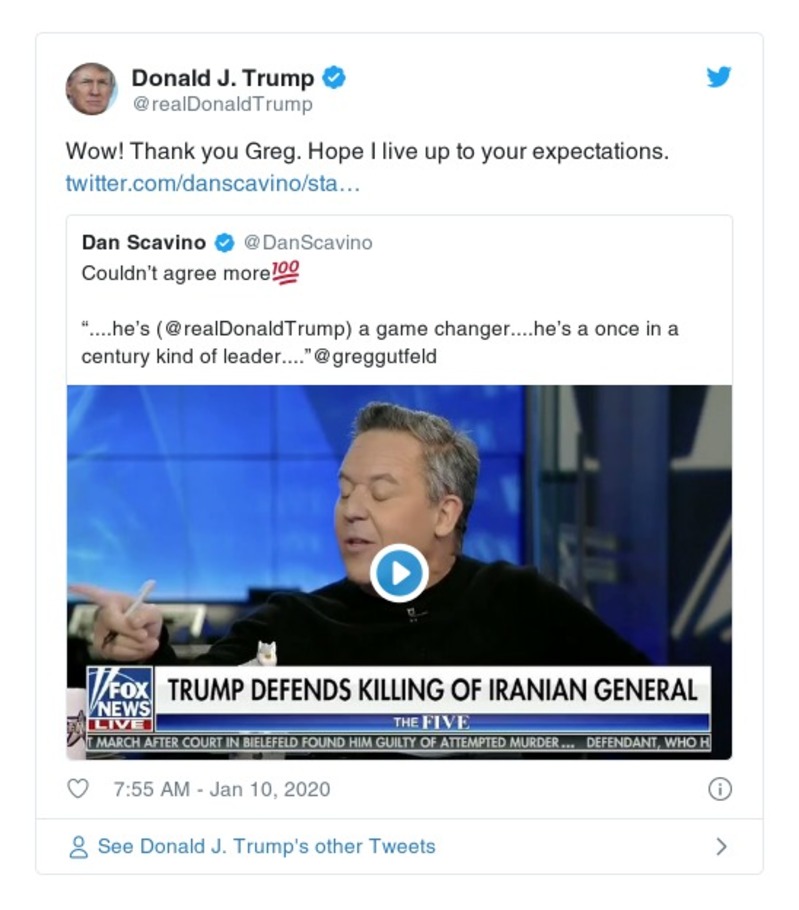 Donald J. Trump
@realDonaldTrump
Wow! Thank you Greg. Hope I live up to your expectations.
twitter.com/danscavino/sta…
Dan Scavino @DanScavino
Couldn't agree more💯
“....he’s (@realDonaldTrump) a game changer....he’s a once in a
century kind of leader....”@greggutfeld
FOX
NEWS
LIVE
TRUMP DEFENDS KILLING OF IRANIAN GENERAL
THE FIVE
T MARCH AFTER COURT IN BIELEFELD FOUND HIM GUILTY OF ATTEMPTED MURDER... DEFENDANT, WHO H
7:55 AM - Jan 10, 2020
See Donald J. Trump's other Tweets